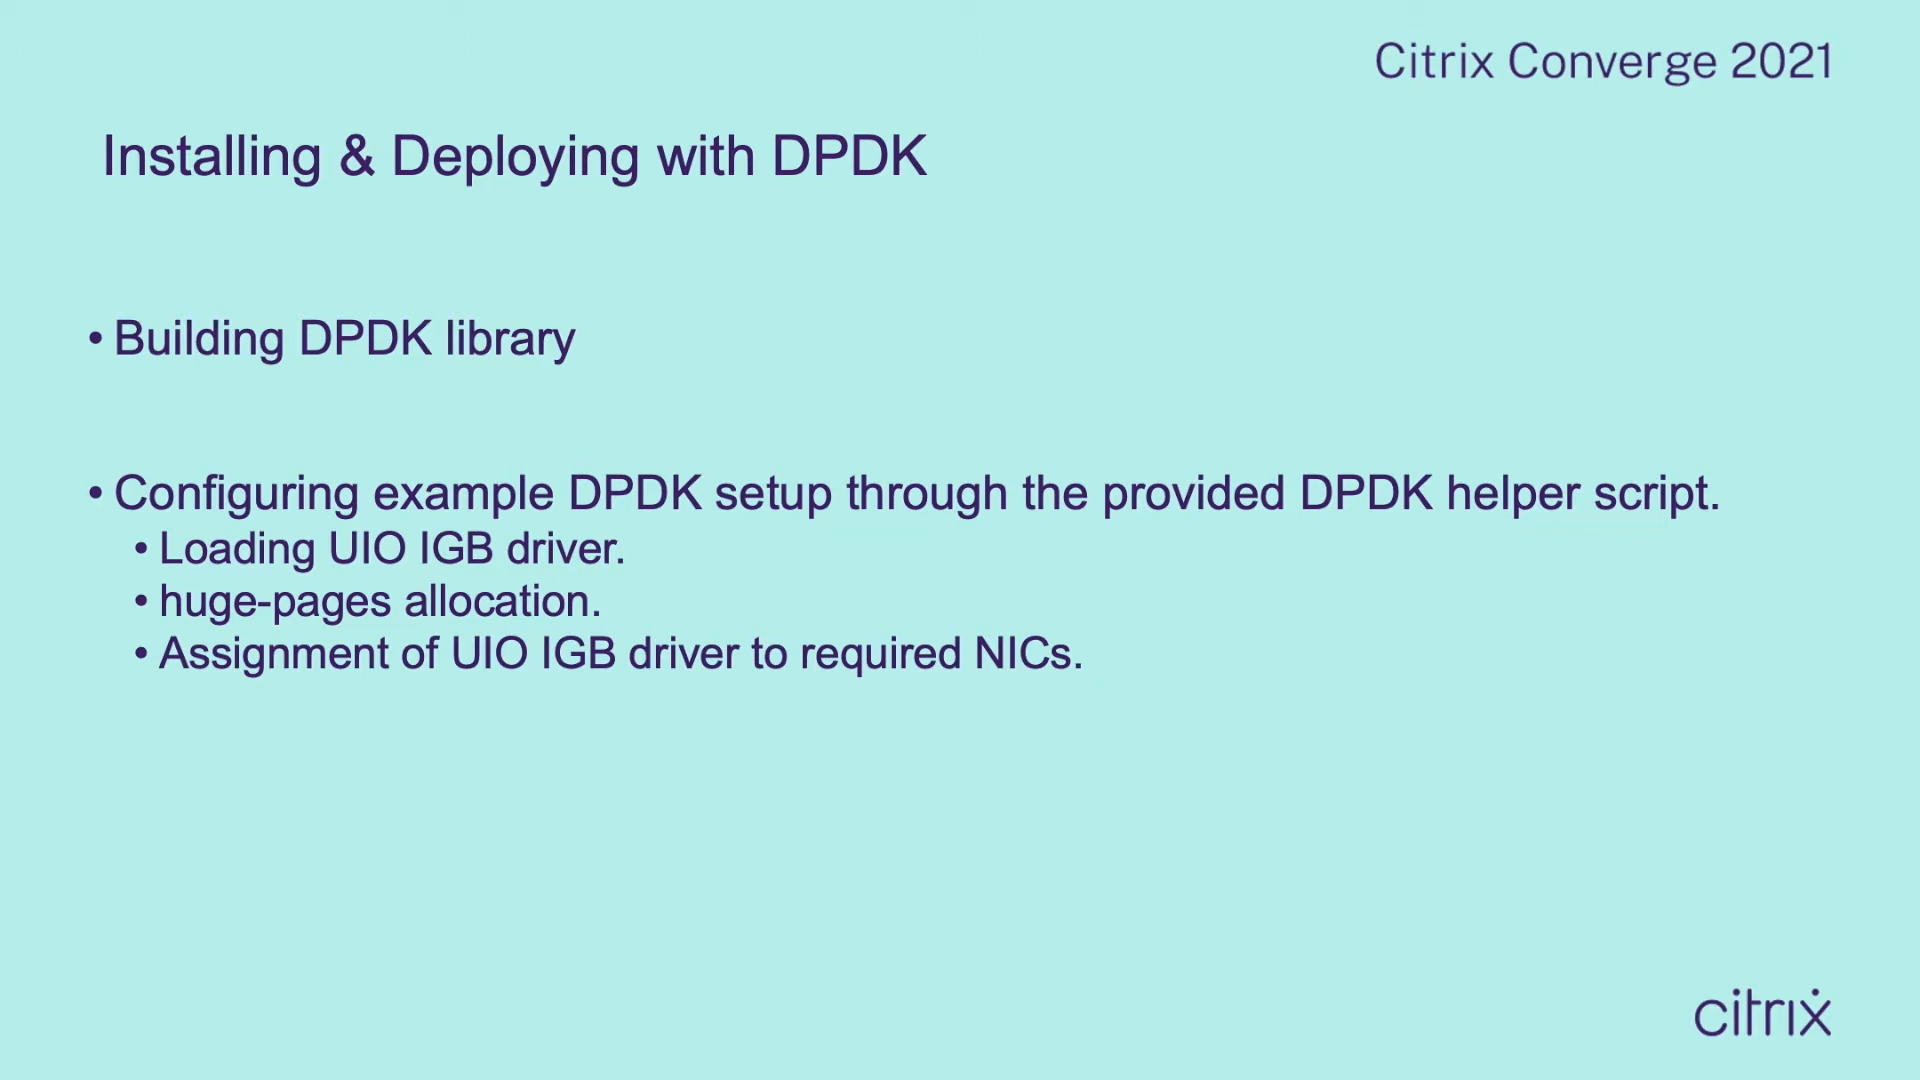 Citrix Converge 2021
Installing & Deploying with DPDK
• Building DPDK library
• Configuring example DPDK setup through the provided DPDK helper script.
• Loading UIO IGB driver.
• huge-pages allocation.
• Assignment of UIO IGB driver to required NICs.
citrix